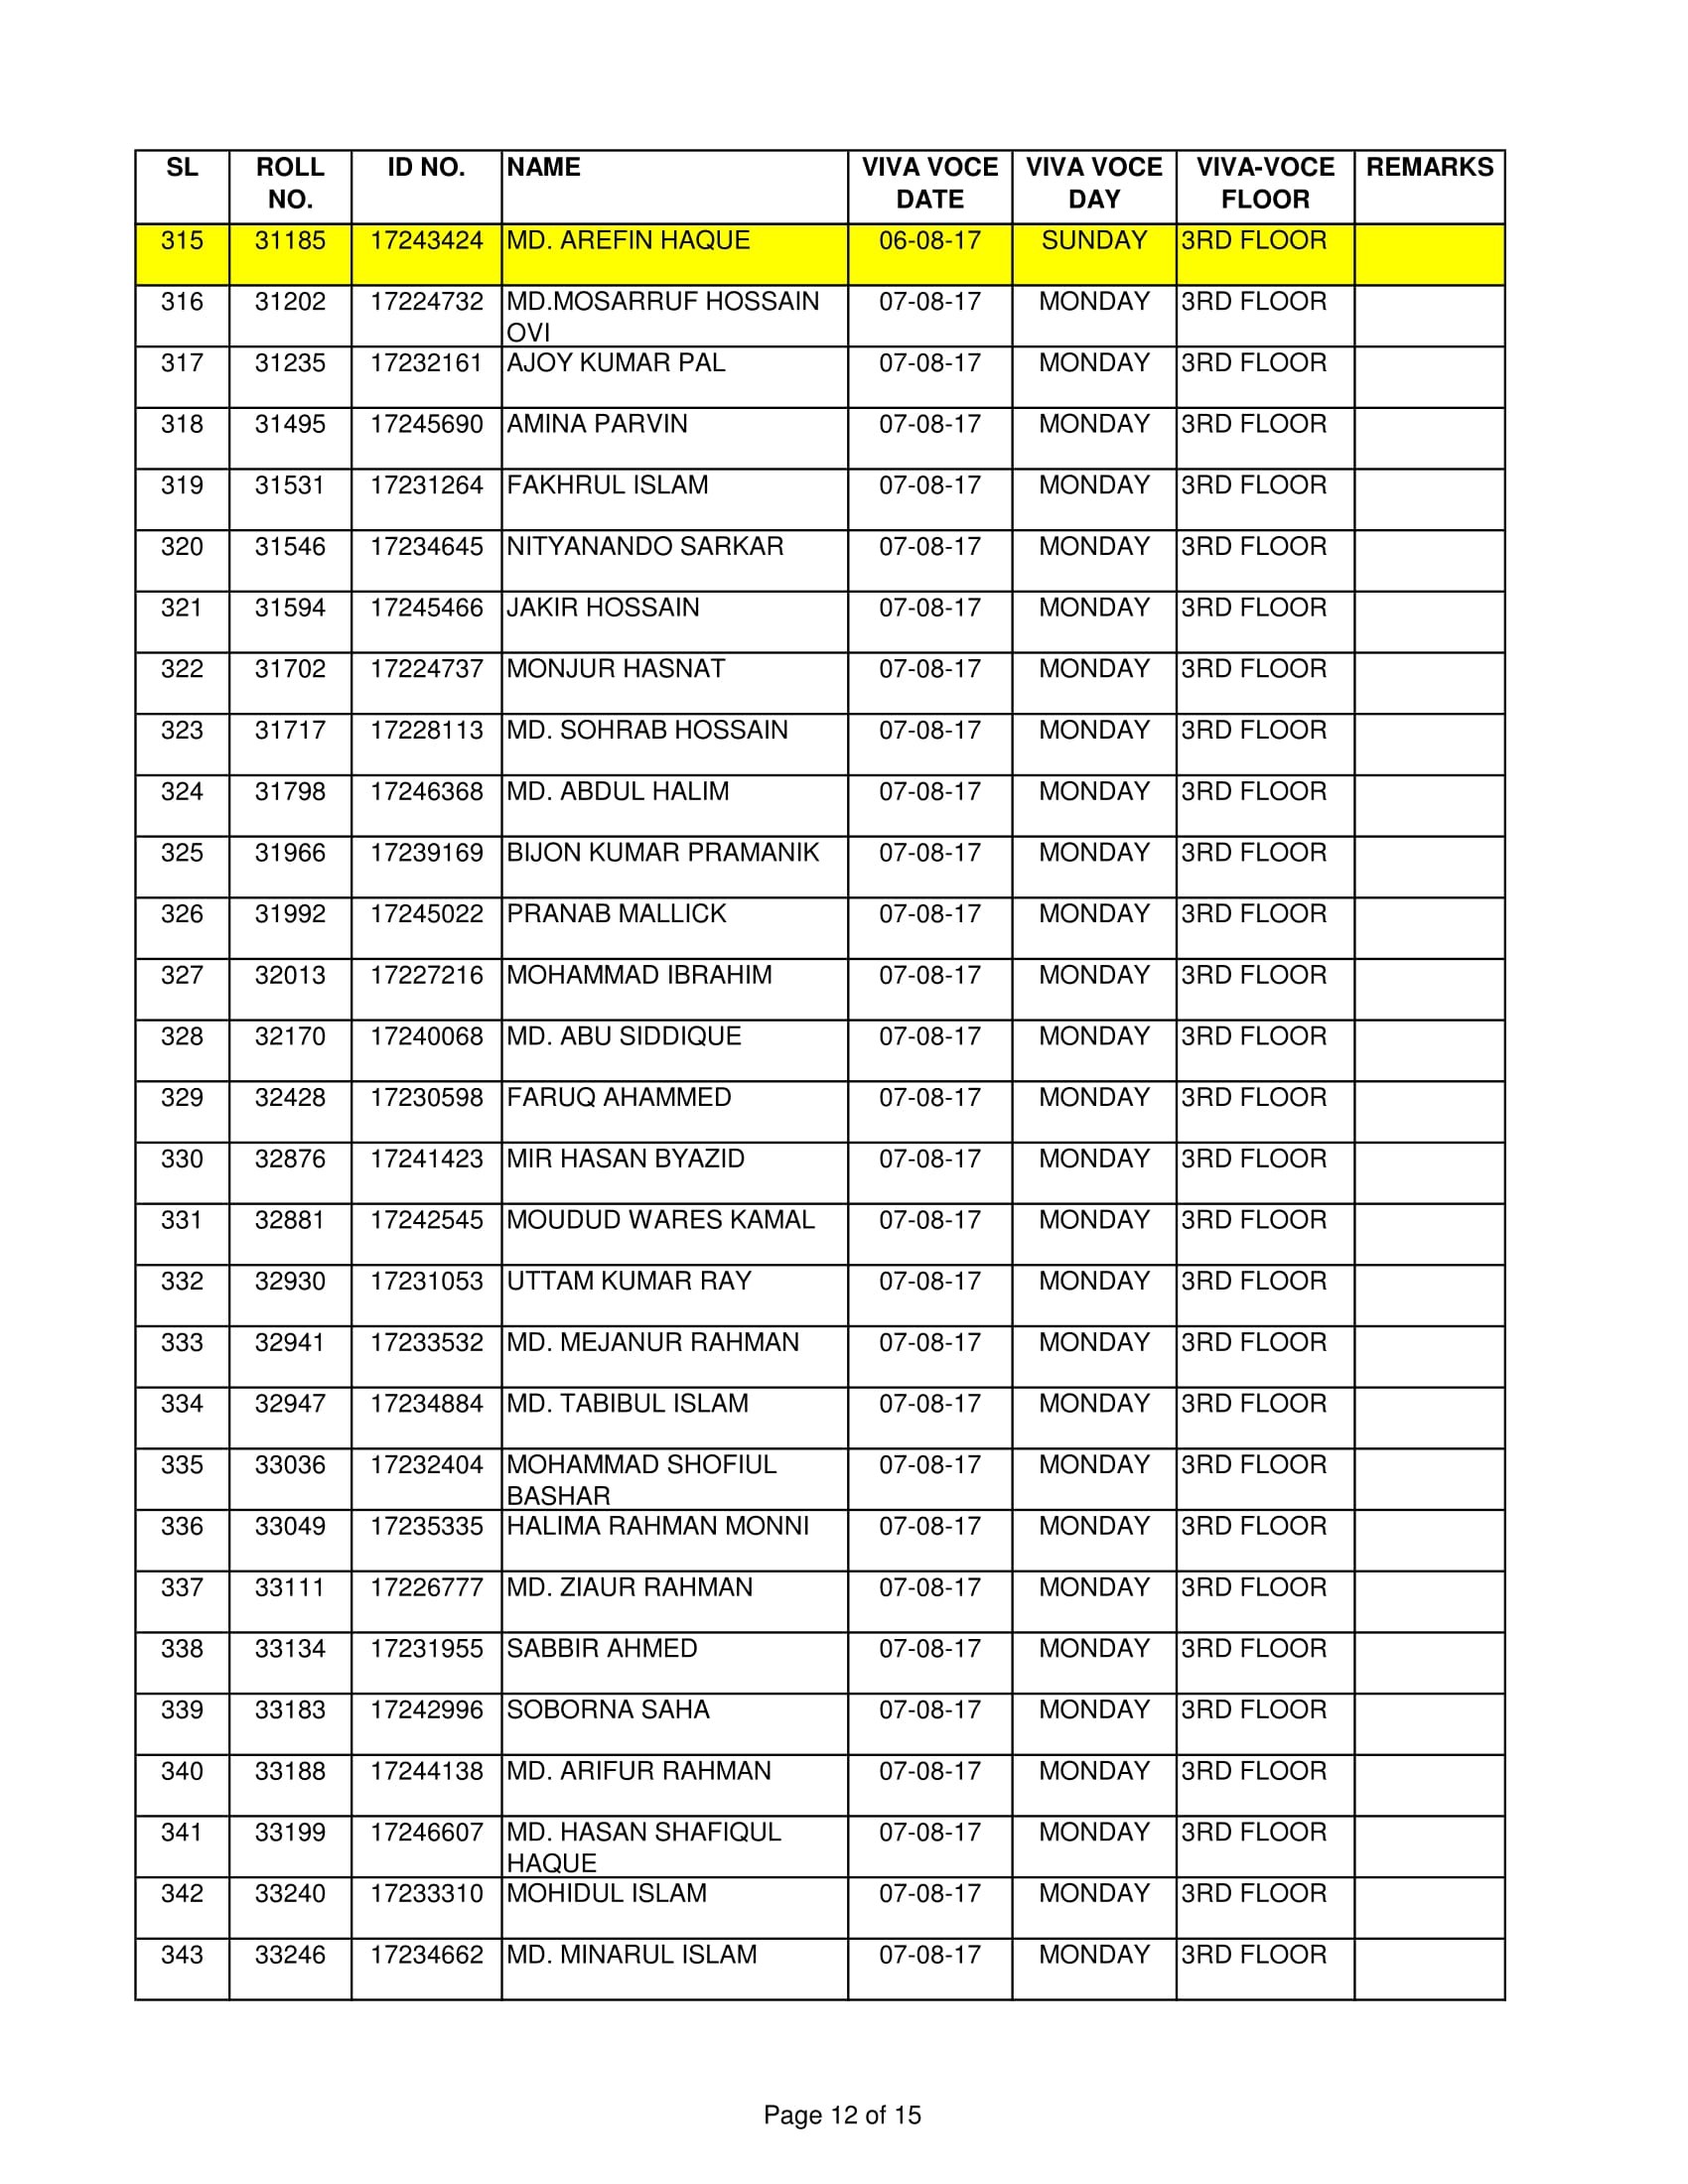 SL ROLL NO. ID NO. NAME VIVA VOCE DATE VIVA VOCE DAY VIVA-VOCE FLOOR REMARKS
315 31185 17243424 MD. AREFIN HAQUE 06-08-17 SUNDAY 3RD FLOOR
316 31202 17224732 MD.MOSARRUF HOSSAIN OVI 07-08-17 MONDAY 3RD FLOOR
317 31235 17232161 AJOY KUMAR PAL 07-08-17 MONDAY 3RD FLOOR
318 31495 17245690 AMINA PARVIN 07-08-17 MONDAY 3RD FLOOR
319 31531 17231264 FAKHRUL ISLAM 07-08-17 MONDAY 3RD FLOOR
320 31546 17234645 NITYANANDO SARKAR 07-08-17 MONDAY 3RD FLOOR
321 31594 17245466 JAKIR HOSSAIN 07-08-17 MONDAY 3RD FLOOR
322 31702 17224737 MONJUR HASNAT 07-08-17 MONDAY 3RD FLOOR
323 31717 17228113 MD. SOHRAB HOSSAIN 07-08-17 MONDAY 3RD FLOOR
324 31798 17246368 MD. ABDUL HALIM 07-08-17 MONDAY 3RD FLOOR
325 31966 17239169 BIJON KUMAR PRAMANIK 07-08-17 MONDAY 3RD FLOOR
326 31992 17245022 PRANAB MALLICK 07-08-17 MONDAY 3RD FLOOR
327 32013 17227216 MOHAMMAD IBRAHIM 07-08-17 MONDAY 3RD FLOOR
328 32170 17240068 MD. ABU SIDDIQUE 07-08-17 MONDAY 3RD FLOOR
329 32428 17230598 FARUQ AHAMMED 07-08-17 MONDAY 3RD FLOOR
330 32876 17241423 MIR HASAN BYAZID 07-08-17 MONDAY 3RD FLOOR
331 32881 17242545 MOUDUD WARES KAMAL 07-08-17 MONDAY 3RD FLOOR
332 32930 17231053 UTTAM KUMAR RAY 07-08-17 MONDAY 3RD FLOOR
333 32941 17233532 MD. MEJANUR RAHMAN 07-08-17 MONDAY 3RD FLOOR
334 32947 17234884 MD. TABIBUL ISLAM 07-08-17 MONDAY 3RD FLOOR
335 33036 17232404 MOHAMMAD SHOFIUL BASHAR 07-08-17 MONDAY 3RD FLOOR
336 33049 17235335 HALIMA RAHMAN MONNI 07-08-17 MONDAY 3RD FLOOR
337 33111 17226777 MD. ZIAUR RAHMAN 07-08-17 MONDAY 3RD FLOOR
338 33134 17231955 SABBIR AHMED 07-08-17 MONDAY 3RD FLOOR
339 33183 17242996 SOBORNA SAHA 07-08-17 MONDAY 3RD FLOOR
340 33188 17244138 MD. ARIFUR RAHMAN 07-08-17 MONDAY 3RD FLOOR
341 33199 17246607 MD. HASAN SHAFIQUL HAQUE 07-08-17 MONDAY 3RD FLOOR
342 33240 17233310 MOHIDUL ISLAM 07-08-17 MONDAY 3RD FLOOR
343 33246 17234662 MD. MINARUL ISLAM 07-08-17 MONDAY 3RD FLOOR
Page 12 of 15